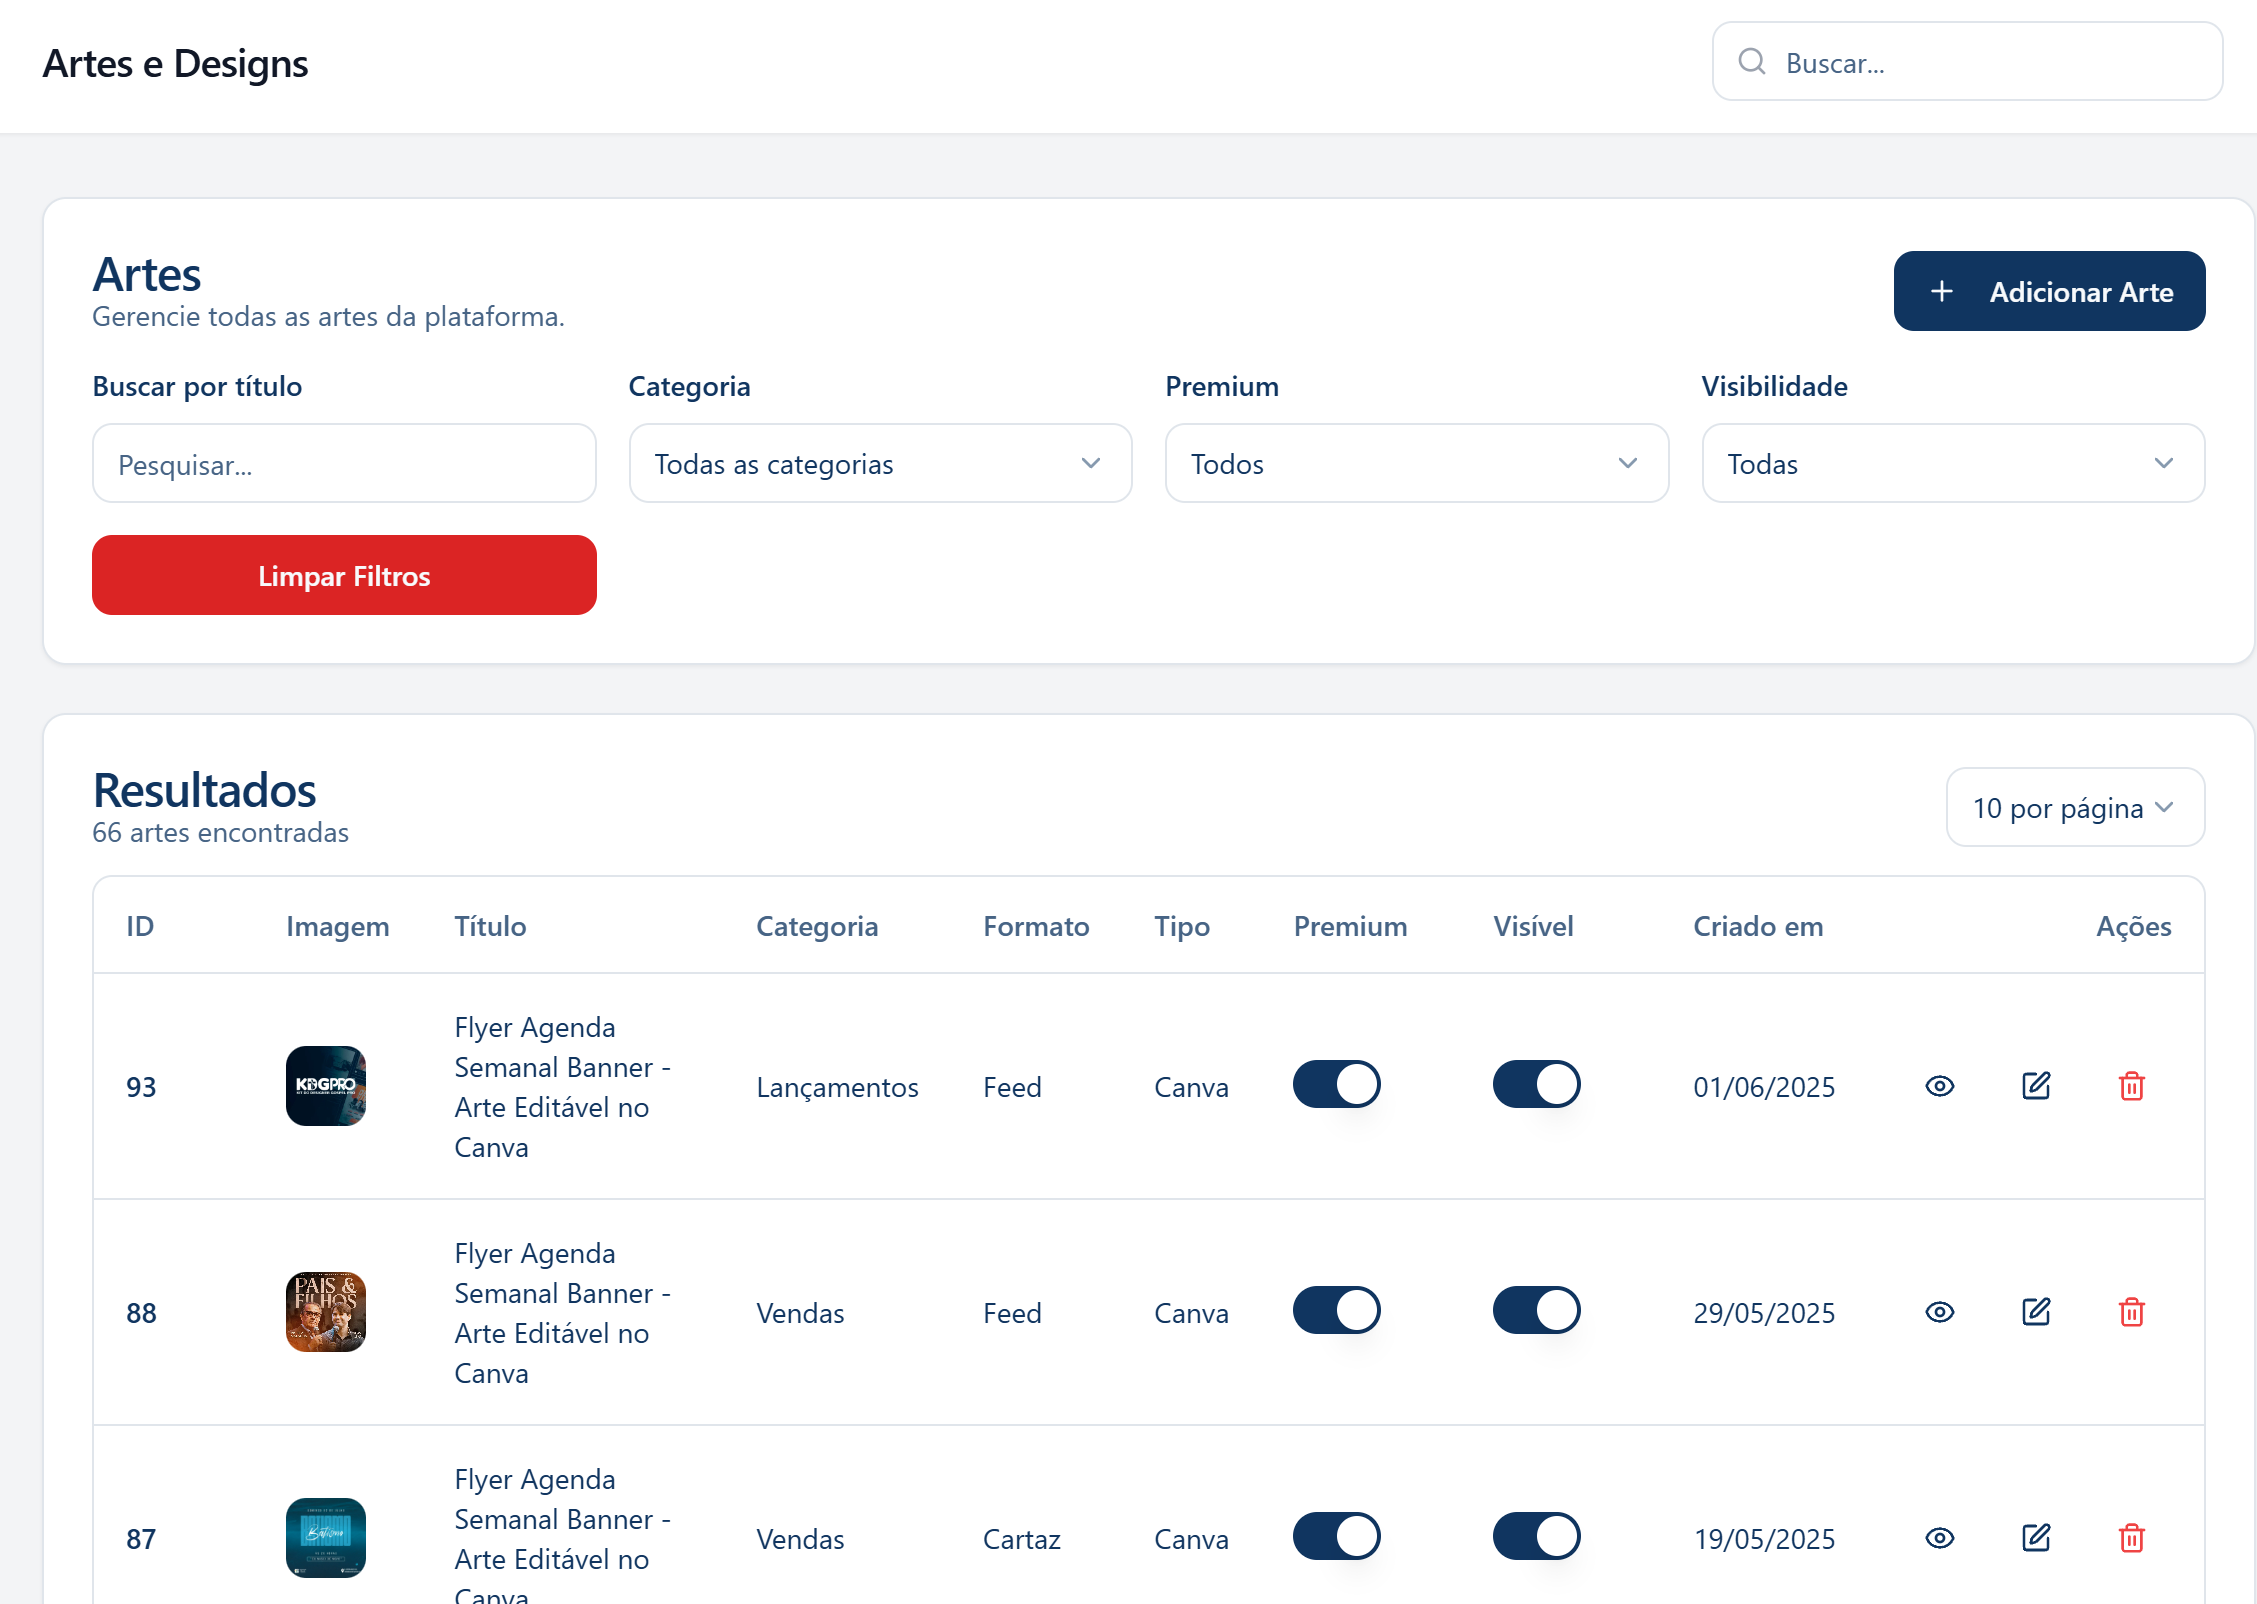 Artes e Designs
Buscar...
Artes
Gerencie todas as artes da plataforma.
Adicionar Arte
Buscar por título
Categoria
Premium
Visibilidade
Pesquisar...
Todas as categorias
Todos
Todas
Limpar Filtros
Resultados
66 artes encontradas
10 por página
ID Imagem Título Categoria Formato Tipo Premium Visível Criado em Ações
93
KDGPRO
Flyer Agenda
Semanal Banner -
Arte Editável no
Canva
Lançamentos
Feed
Canva
01/06/2025
88
PAIS &
FILHOS
Flyer Agenda
Semanal Banner -
Arte Editável no
Canva
Vendas
Feed
Canva
29/05/2025
87
Batismo
Flyer Agenda
Semanal Banner -
Arte Editável no
Canva
Vendas
Cartaz
Canva
19/05/2025